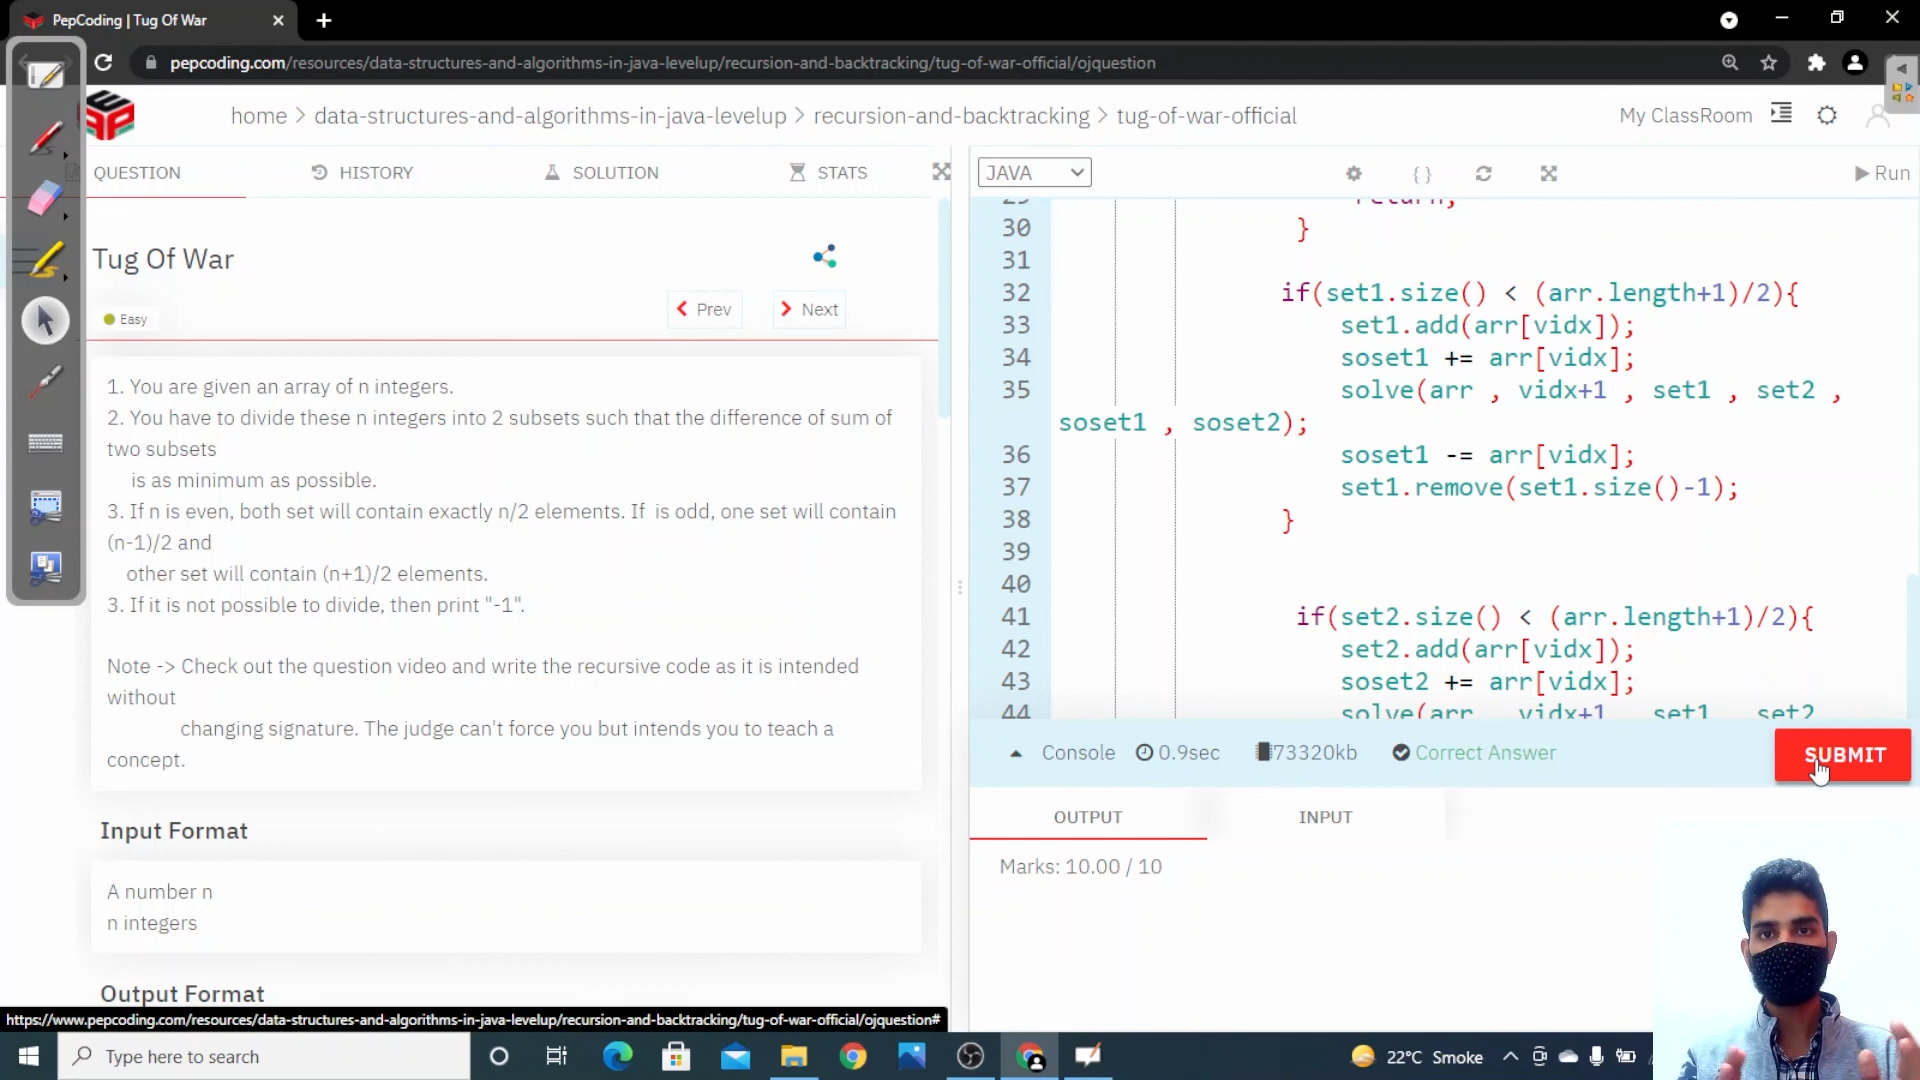 PepCoding | Tug Of War
pepcoding.com/resources/data-structures-and-algorithms-in-java-levelup/recursion-and-backtracking/tug-of-war-official/ojquestion
home > data-structures-and-algorithms-in-java-levelup > recursion-and-backtracking > tug-of-war-official
My ClassRoom
QUESTION
HISTORY
SOLUTION
STATS
Tug Of War
Prev
Next
Easy
1. You are given an array of n integers.
2. You have to divide these n integers into 2 subsets such that the difference of sum of
two subsets
is as minimum as possible.
3. If n is even, both set will contain exactly n/2 elements. If is odd, one set will contain
(n-1)/2 and
other set will contain (n+1)/2 elements.
3. If it is not possible to divide, then print "-1".
Note -> Check out the question video and write the recursive code as it is intended
without
changing signature. The judge can't force you but intends you to teach a
concept.
Input Format
A number n
n integers
Output Format
https://www.pepcoding.com/resources/data-structures-and-algorithms-in-java-levelup/recursion-and-backtracking/tug-of-war-official/ojquestion#
JAVA
{ }
Run
29 return;
30 }
31
32 if(set1.size() < (arr.length+1)/2){
33 set1.add(arr[vidx]);
34 soset1 += arr[vidx];
35 solve(arr , vidx+1 , set1 , set2 ,
soset1 , soset2);
36 soset1 -= arr[vidx];
37 set1.remove(set1.size()-1);
38 }
39
40
41 if(set2.size() < (arr.length+1)/2){
42 set2.add(arr[vidx]);
43 soset2 += arr[vidx];
44 solve(arr vidx+1 set1 set2
Console 0.9sec 73320kb Correct Answer
SUBMIT
OUTPUT
INPUT
Marks: 10.00 / 10
Type here to search
22°C Smoke